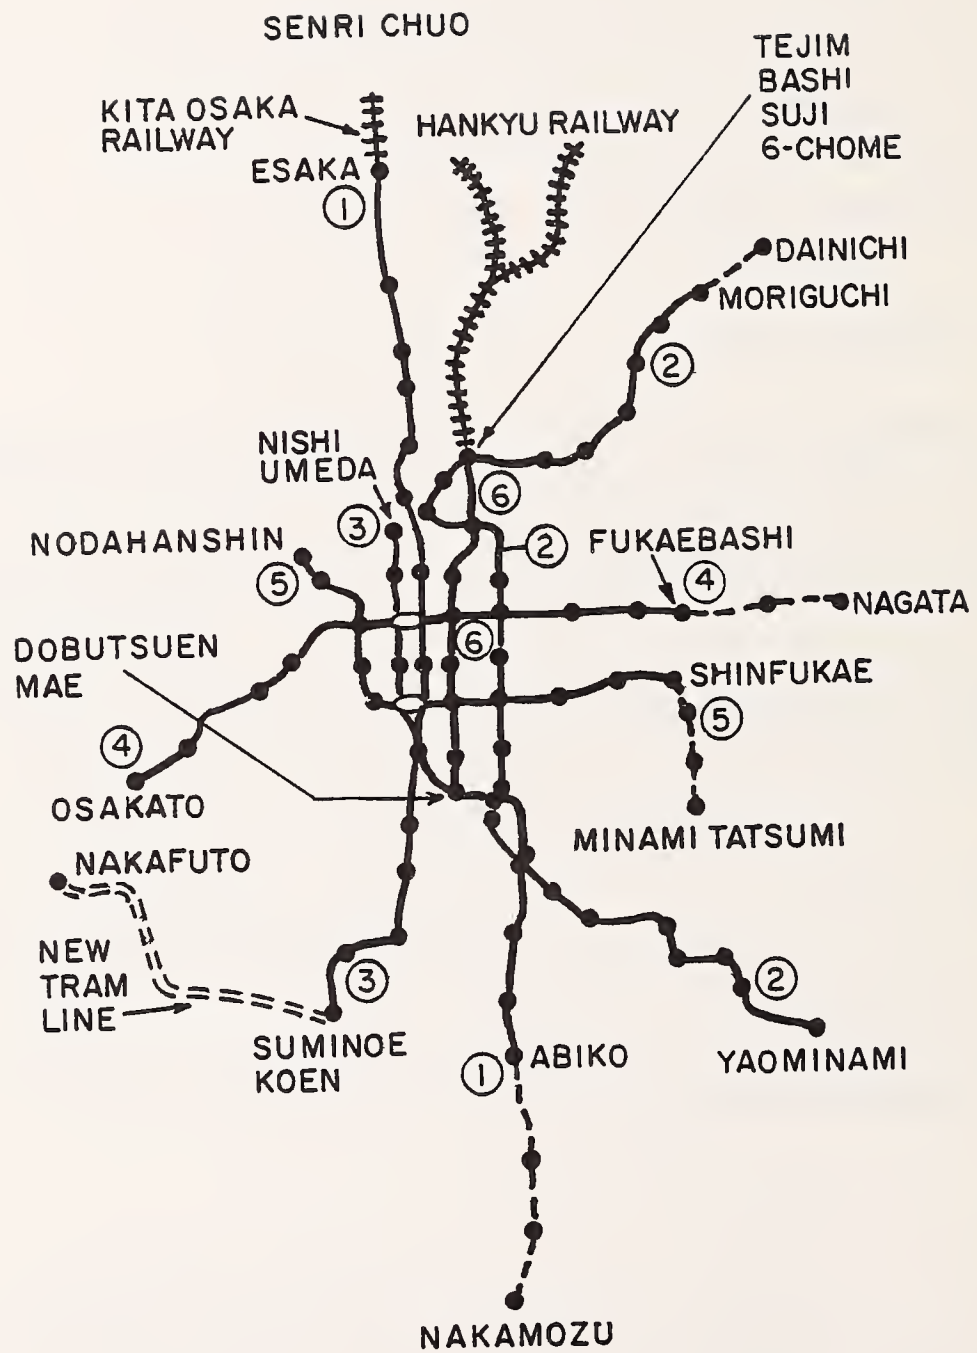 SENRI CHUO
TEJIM
BASHI
SUJI
6-CHOME
KITA OSAKA
RAILWAY
HANKYU RAILWAY
ESAKA
1
DAINICHI
MORIGUCHI
2
NISHI
UMEDA
6
3
NODAHANSHIN
2
FUKAEBASHI
5
4
NAGATA
6
DOBUTSUEN
MAE
SHINFUKAE
5
4
OSAKATO
MINAMI TATSUMI
NAKAFUTO
NEW
TRAM
LINE
3
2
SUMINOE
KOEN
1
ABIKO
YAOMINAMI
NAKAMOZU